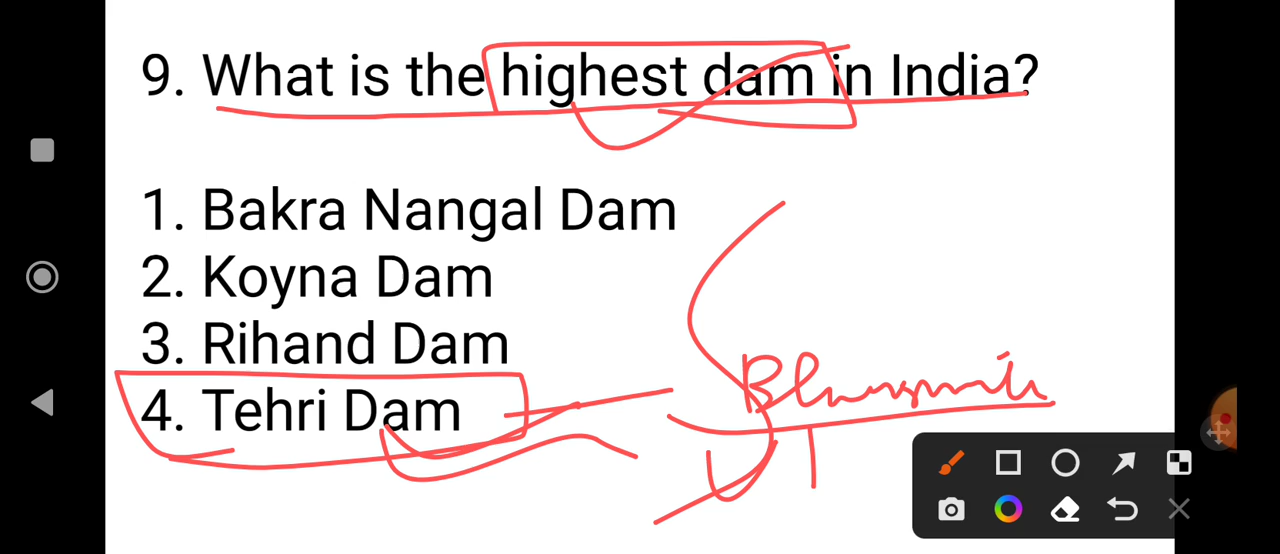 9. What is the highest dam in India?
1. Bakra Nangal Dam
2. Koyna Dam
3. Rihand Dam
4. Tehri Dam